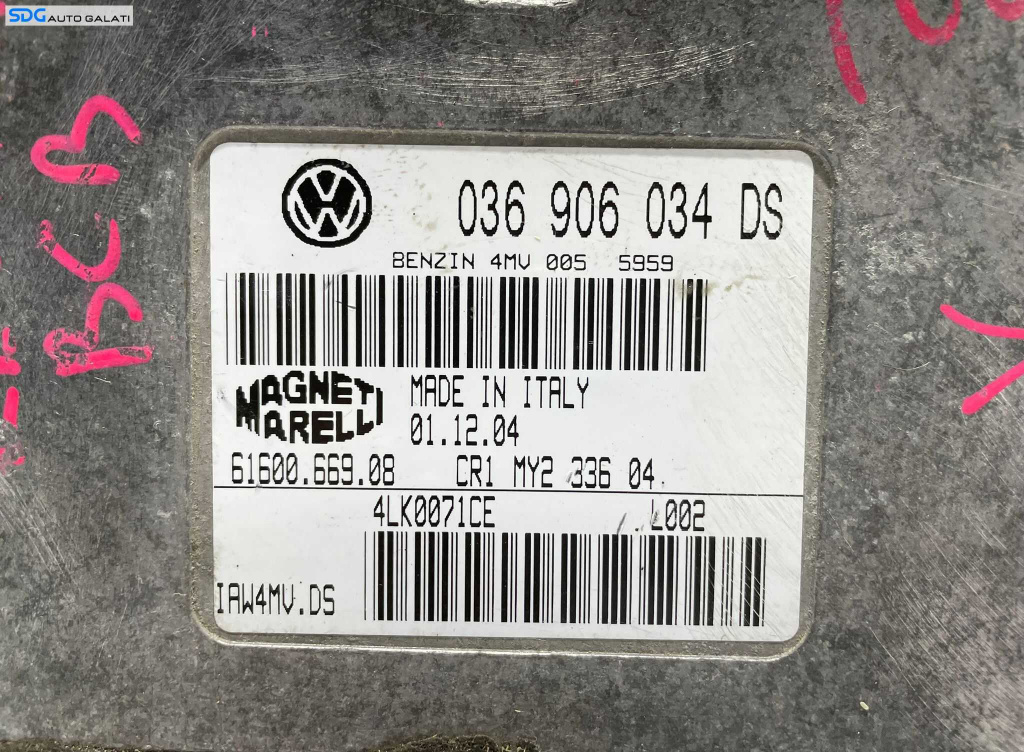 SDG AUTO GALATI
BCB
036 906 034 DS
BENZIN 4MV 005 5959
MAGNETI
MARELLI
MADE IN ITALY
01.12.04
61600.669.08 CR1 MY2 336 04
4LK0071CE L002
IAW4MV.DS